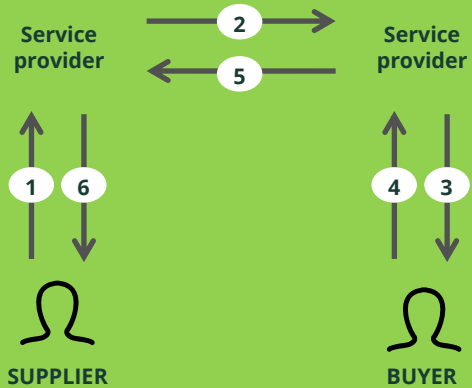 2
Service
provider
Service
provider
5
1
6
4
3
SUPPLIER
BUYER